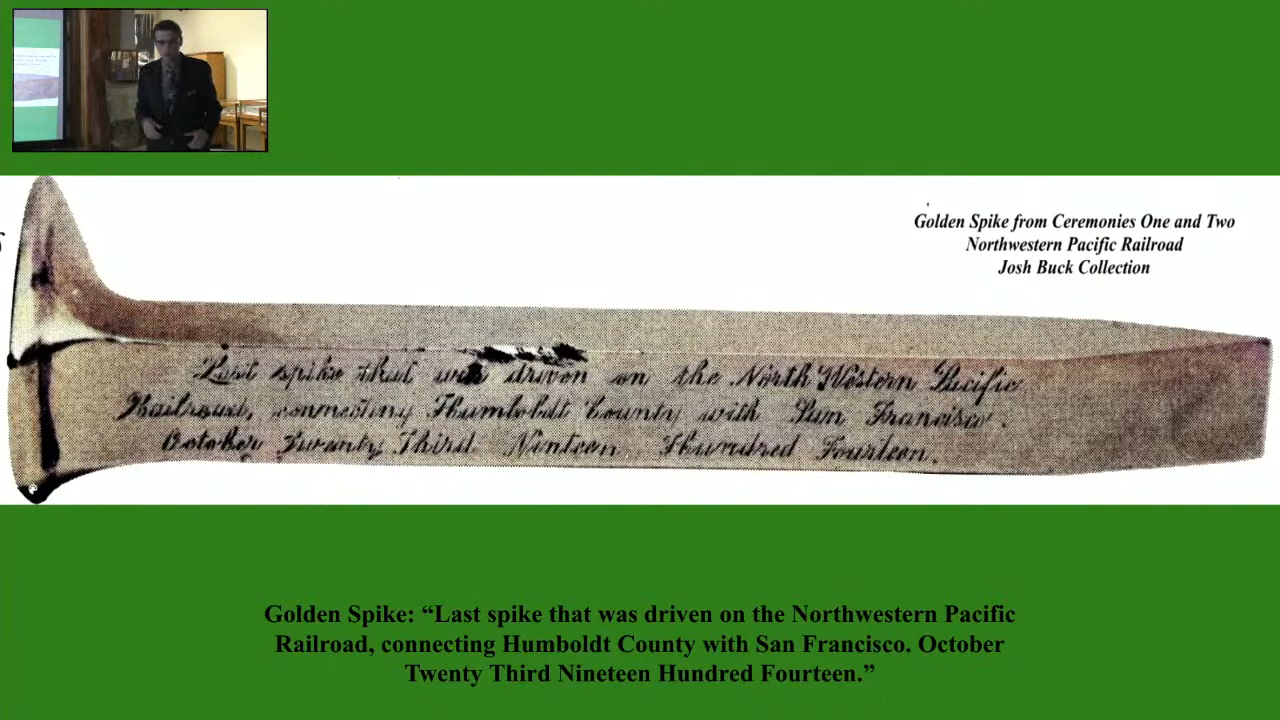 Golden Spike from Ceremonies One and Two
Northwestern Pacific Railroad
Josh Buck Collection
Last spike that was driven on the North Western Pacific
Railroad, connecting Humboldt County with San Francisco.
October Twenty Third Ninteen Hundred Fourteen.
Golden Spike: “Last spike that was driven on the Northwestern Pacific
Railroad, connecting Humboldt County with San Francisco. October
Twenty Third Nineteen Hundred Fourteen.”